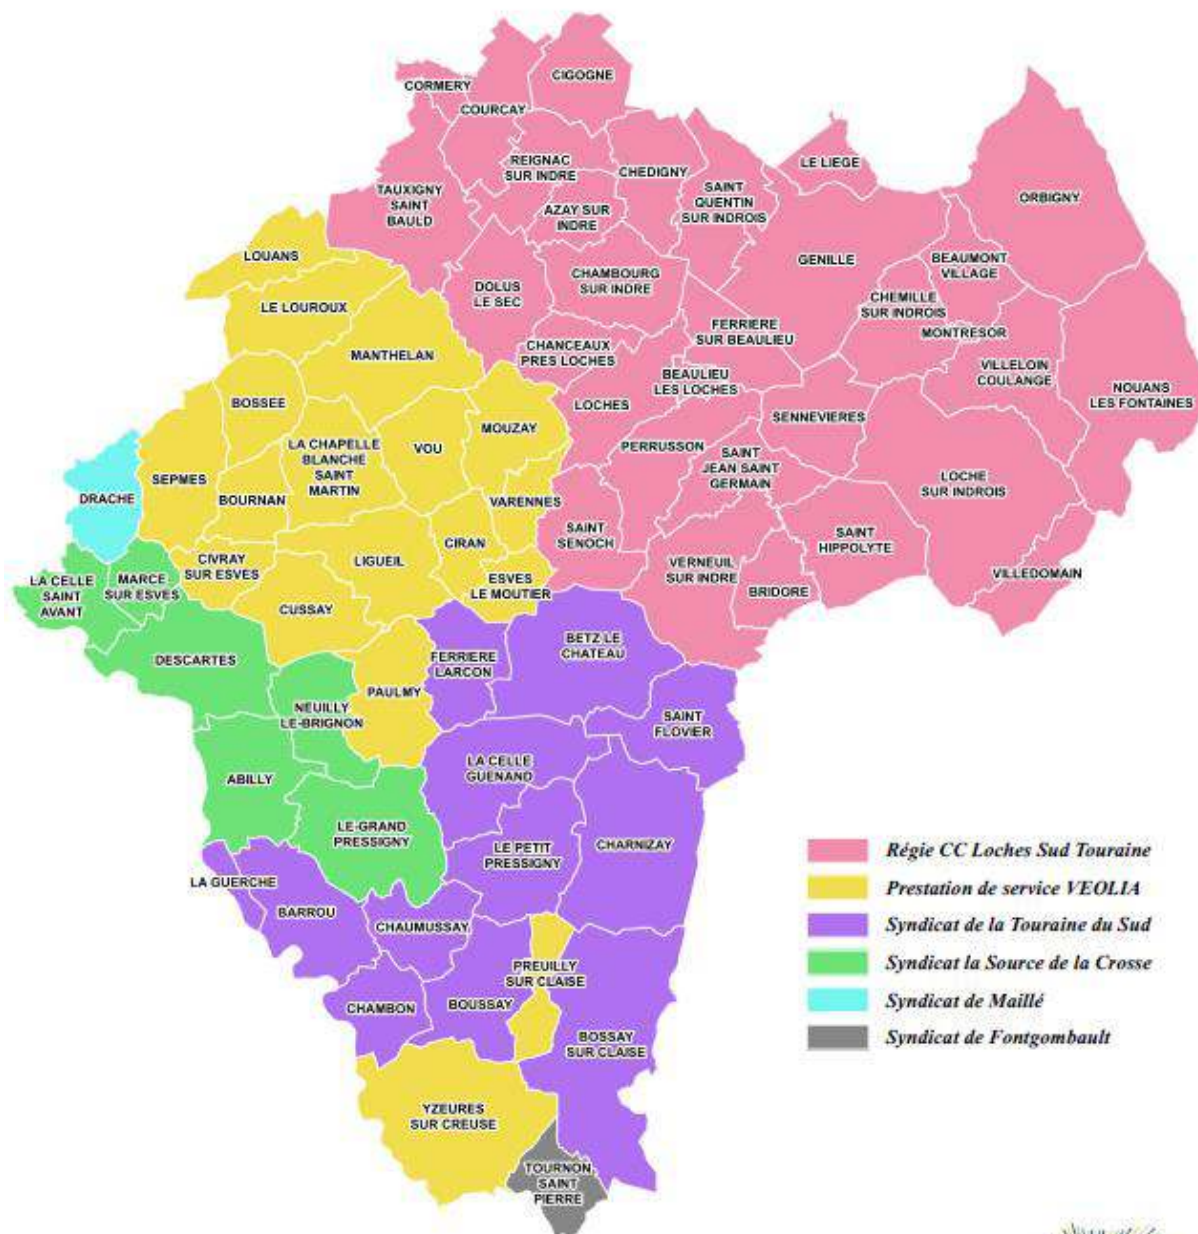 CIGOGNE
CORMERY
COURCAY
REIGNAC
SUR INDRE
CHEDIGNY
LE LIEGE
TAUXIGNY
SAINT
BAULD
AZAY SUR
INDRE
SAINT
QUENTIN
SUR INDROIS
ORBIGNY
LOUANS
GENILLE
BEAUMONT
VILLAGE
DOLUS
LE SEC
CHAMBOURG
SUR INDRE
LE LOUROUX
CHEMILLE
SUR INDROIS
MONTRESOR
FERRIERE
SUR BEAULIEU
MANTHELAN
CHANCEAUX
PRES LOCHES
BEAULIEU
LES LOCHES
VILLELOIN
COULANGE
NOUANS
LES FONTAINES
BOSSEE
LOCHES
SENNEVIERES
MOUZAY
LA CHAPELLE
BLANCHE
SAINT
MARTIN
VOU
PERRUSSON
SAINT
JEAN SAINT
GERMAIN
LOCHE
SUR INDROIS
SEPMES
DRACHE
BOURNAN
VARENNES
SAINT
SENOCH
SAINT
HIPPOLYTE
CIRAN
CIVRAY
SUR ESVES
LIGUEIL
VERNEUIL
SUR INDRE
VILLEDOMAIN
LA CELLE
SAINT
AVANT
MARCE
SUR ESVES
ESVES
LE MOUTIER
BRIDORE
CUSSAY
BETZ LE
CHATEAU
DESCARTES
FERRIERE
LARCON
PAULMY
NEUILLY
LE-BRIGNON
SAINT
FLOVIER
LA CELLE
GUENAND
ABILLY
LE-GRAND
PRESSIGNY
LE PETIT
PRESSIGNY
CHARNIZAY
LA GUERCHE
BARROU
CHAUMUSSAY
PREUILLY
SUR CLAISE
CHAMBON
BOUSSAY
BOSSAY
SUR CLAISE
YZEURES
SUR CREUSE
TOURNON
SAINT
PIERRE
Régie CC Loches Sud Touraine
Prestation de service VEOLIA
Syndicat de la Touraine du Sud
Syndicat la Source de la Crosse
Syndicat de Maillé
Syndicat de Fontgombault